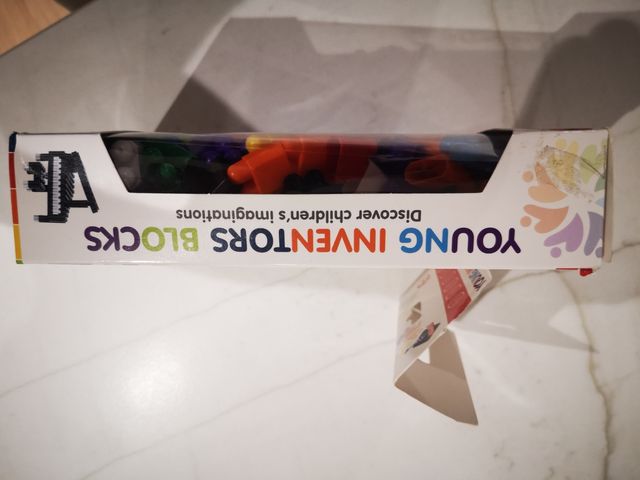 YOUNG INVENTORS BLOCKS
Discover children's imaginations